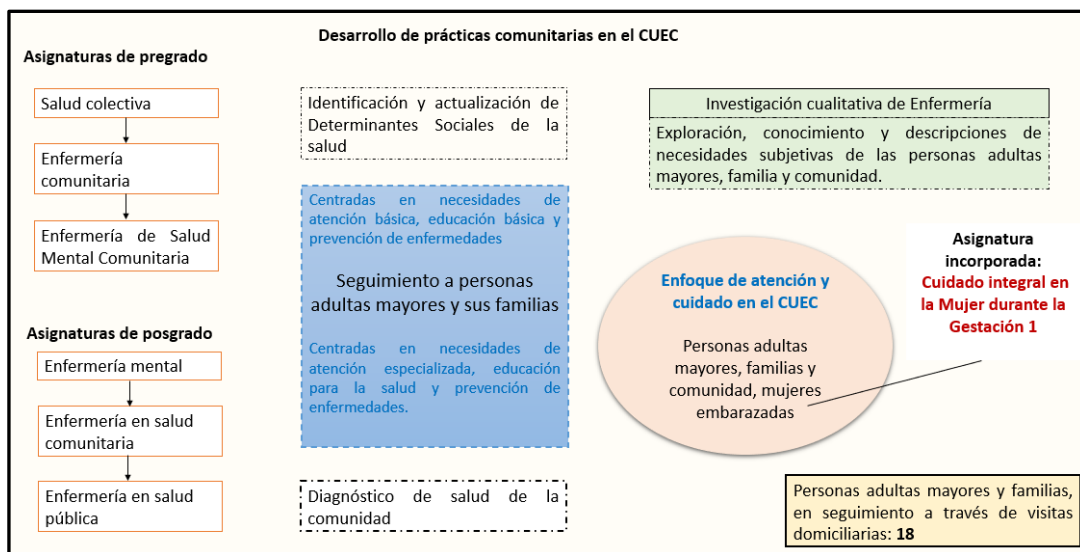 Desarrollo de prácticas comunitarias en el CUEC
Asignaturas de pregrado
Salud colectiva
Enfermería
comunitaria
Enfermería de Salud
Mental Comunitaria
Asignaturas de posgrado
Enfermería mental
Enfermería en salud
comunitaria
Enfermería en salud
pública
Identificación y actualización de
Determinantes Sociales de la
salud
Centradas en necesidades de
atención básica, educación básica y
prevención de enfermedades
Seguimiento a personas
adultas mayores y sus familias
Centradas en necesidades de
atención especializada, educación
para la salud y prevención de
enfermedades.
Diagnóstico de salud de la
comunidad
Investigación cualitativa de Enfermería
Exploración, conocimiento y descripciones de
necesidades subjetivas de las personas adultas
mayores, familia y comunidad.
Enfoque de atención y
cuidado en el CUEC
Personas adultas
mayores, familias y
comunidad, mujeres
embarazadas
Asignatura
incorporada:
Cuidado integral en
la Mujer durante la
Gestación 1
Personas adultas mayores y familias,
en seguimiento a través de visitas
domiciliarias: 18